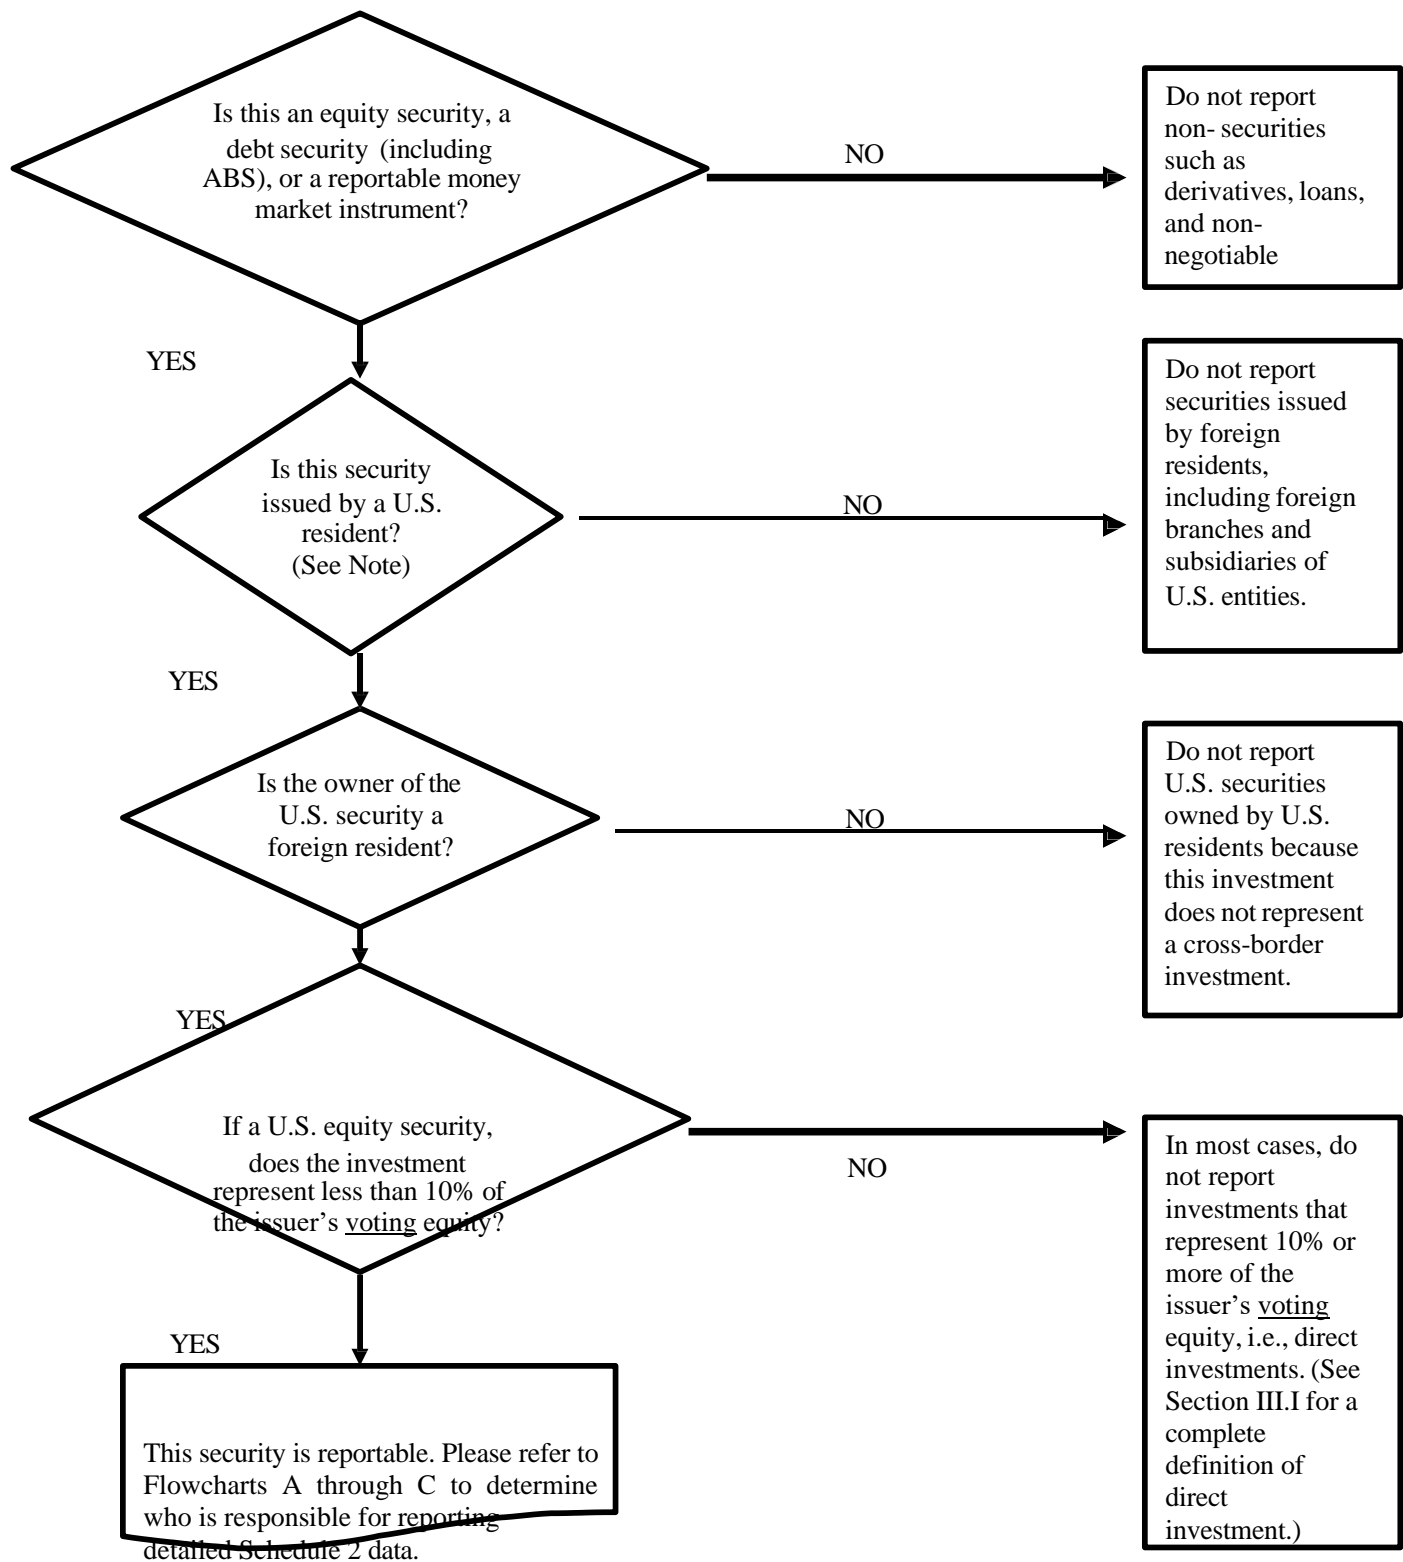 Is this an equity security, a
debt security (including
ABS), or a reportable money
market instrument?
NO
Do not report
non- securities
such as
derivatives, loans,
and non-
negotiable
YES
Is this security
issued by a U.S.
resident?
(See Note)
NO
Do not report
securities issued
by foreign
residents,
including foreign
branches and
subsidiaries of
U.S. entities.
YES
Is the owner of the
U.S. security a
foreign resident?
NO
Do not report
U.S. securities
owned by U.S.
residents because
this investment
does not represent
a cross-border
investment.
YES
If a U.S. equity security,
does the investment
represent less than 10% of
the issuer’s voting equity?
NO
In most cases, do
not report
investments that
represent 10% or
more of the
issuer’s voting
equity, i.e., direct
investments. (See
Section III.I for a
complete
definition of
direct
investment.)
YES
This security is reportable. Please refer to
Flowcharts A through C to determine
who is responsible for reporting
detailed Schedule 2 data.